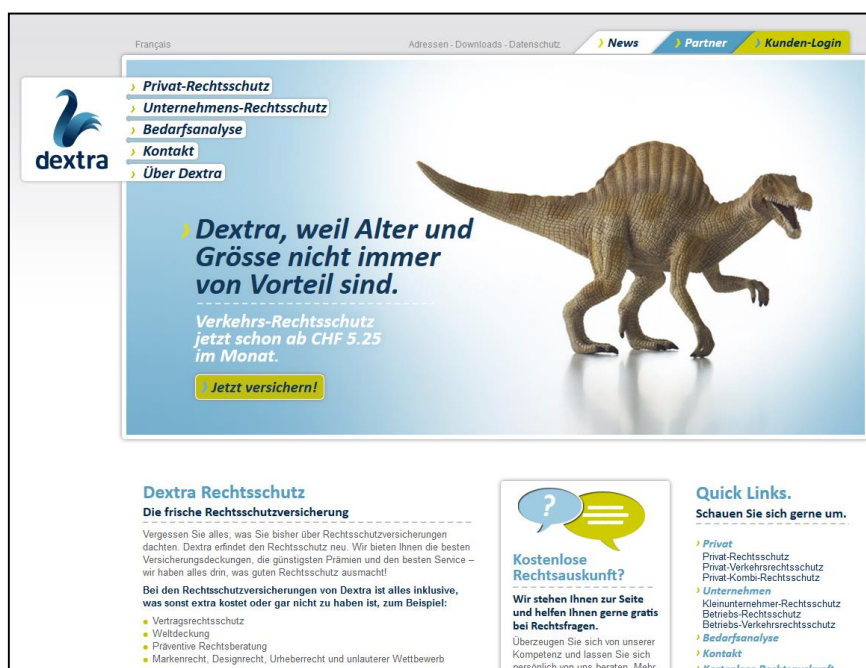 Français
Adressen - Downloads - Datenschutz
› News
› Partner
› Kunden-Login
› Privat-Rechtsschutz
› Unternehmens-Rechtsschutz
› Bedarfsanalyse
› Kontakt
› Über Dextra
dextra
› Dextra, weil Alter und
Grösse nicht immer
von Vorteil sind.
Verkehrs-Rechtsschutz
jetzt schon ab CHF 5.25
im Monat.
› Jetzt versichern!
Dextra Rechtsschutz
Die frische Rechtsschutzversicherung
Vergessen Sie alles, was Sie bisher über Rechtsschutzversicherungen
dachten. Dextra erfindet den Rechtsschutz neu. Wir bieten Ihnen die besten
Versicherungsdeckungen, die günstigsten Prämien und den besten Service –
wir haben alles drin, was guten Rechtsschutz ausmacht!
Bei den Rechtsschutzversicherungen von Dextra ist alles inklusive,
was sonst extra kostet oder gar nicht zu haben ist, zum Beispiel:
Vertragsrechtsschutz
Weltdeckung
Präventive Rechtsberatung
Markenrecht, Designrecht, Urheberrecht und unlauterer Wettbewerb
?
Kostenlose
Rechtsauskunft?
Wir stehen Ihnen zur Seite
und helfen Ihnen gerne gratis
bei Rechtsfragen.
Überzeugen Sie sich von unserer
Kompetenz und lassen Sie sich
persönlich von uns beraten. Mehr
Quick Links.
Schauen Sie sich gerne um.
› Privat
Privat-Rechtsschutz
Privat-Verkehrsrechtsschutz
Privat-Kombi-Rechtsschutz
› Unternehmen
Kleinunternehmer-Rechtsschutz
Betriebs-Rechtsschutz
Betriebs-Verkehrsrechtsschutz
› Bedarfsanalyse
› Kontakt
› Kostenlose Rechtsauskunft